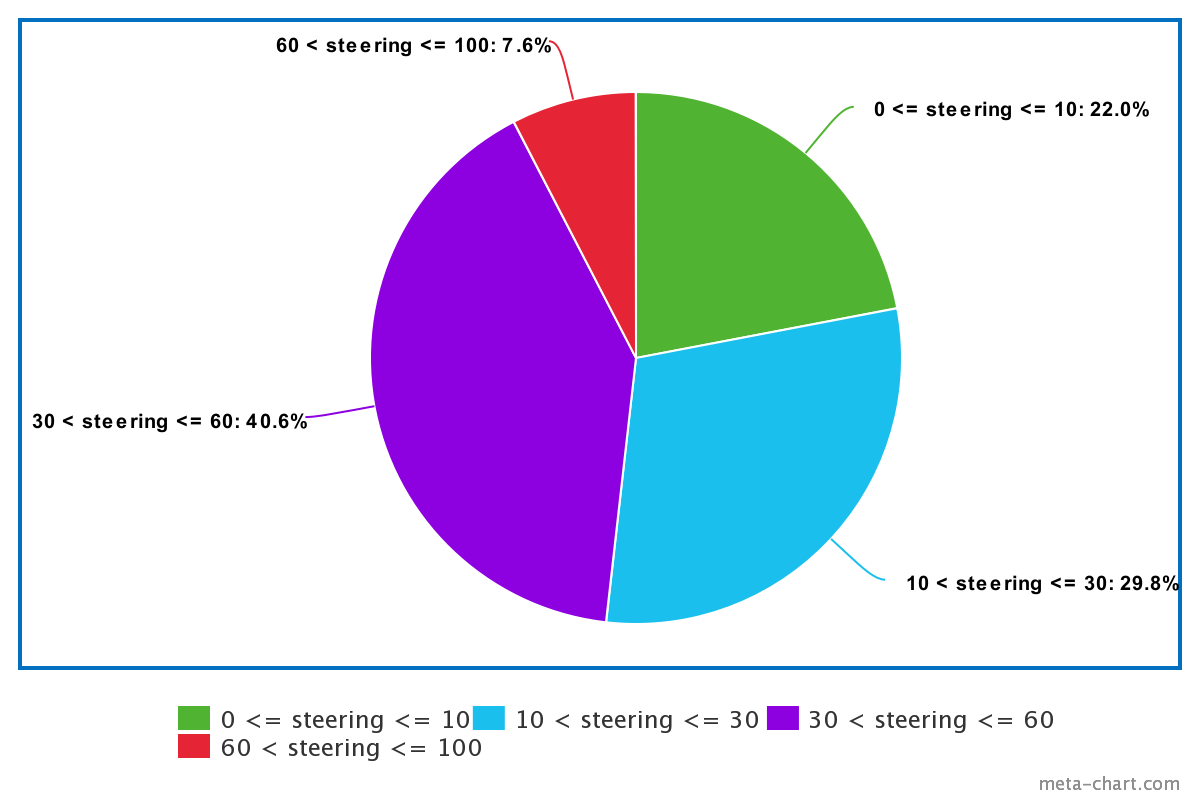 60 < steering <= 100: 7.6%
0 <= steering <= 10: 22.0%
30 < steering <= 60: 40.6%
10 < steering <= 30: 29.8%
0 <= steering <= 10 10 < steering <= 30 30 < steering <= 60
60 < steering <= 100
meta-chart.com